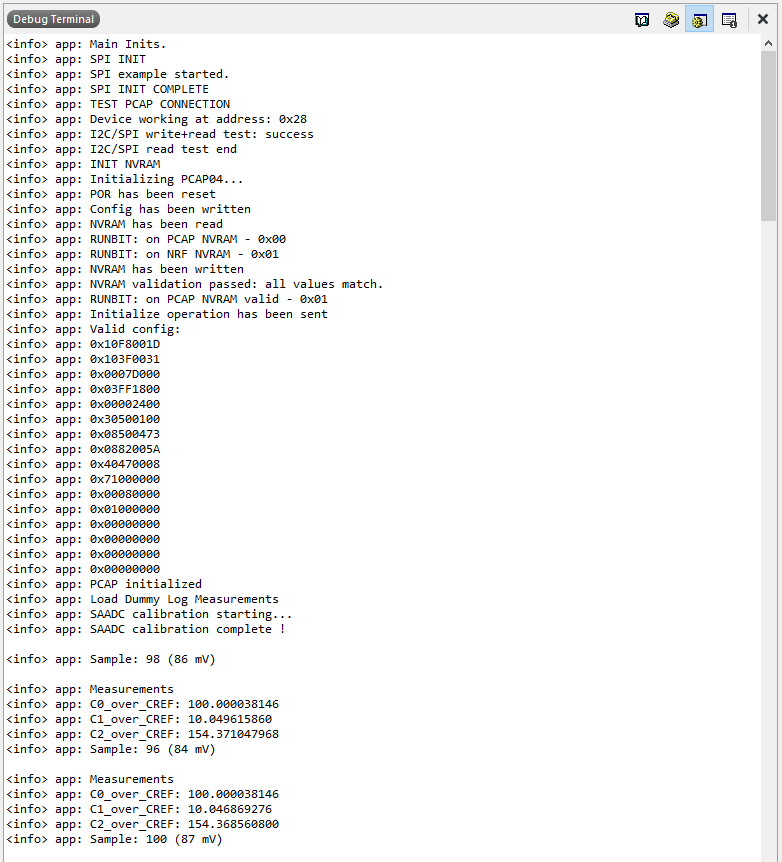 Debug Terminal
<info> app: Main Inits.
<info> app: SPI INIT
<info> app: SPI example started.
<info> app: SPI INIT COMPLETE
<info> app: TEST PCAP CONNECTION
<info> app: Device working at address: 0x28
<info> app: I2C/SPI write+read test: success
<info> app: I2C/SPI read test end
<info> app: INIT NVRAM
<info> app: Initializing PCAP04...
<info> app: POR has been reset
<info> app: Config has been written
<info> app: NVRAM has been read
<info> app: RUNBIT: on PCAP NVRAM - 0x00
<info> app: RUNBIT: on NRF NVRAM - 0x01
<info> app: NVRAM has been written
<info> app: NVRAM validation passed: all values match.
<info> app: RUNBIT: on PCAP NVRAM valid - 0x01
<info> app: Initialize operation has been sent
<info> app: Valid config:
<info> app: 0x10F8001D
<info> app: 0x103F0031
<info> app: 0x0007D000
<info> app: 0x03FF1800
<info> app: 0x00002400
<info> app: 0x30500100
<info> app: 0x08500473
<info> app: 0x0882005A
<info> app: 0x40470008
<info> app: 0x71000000
<info> app: 0x00080000
<info> app: 0x01000000
<info> app: 0x00000000
<info> app: 0x00000000
<info> app: 0x00000000
<info> app: 0x00000000
<info> app: PCAP initialized
<info> app: Load Dummy Log Measurements
<info> app: SAADC calibration starting...
<info> app: SAADC calibration complete !
<info> app: Sample: 98 (86 mV)
<info> app: Measurements
<info> app: C0_over_CREF: 100.000038146
<info> app: C1_over_CREF: 10.049615860
<info> app: C2_over_CREF: 154.371047968
<info> app: Sample: 96 (84 mV)
<info> app: Measurements
<info> app: C0_over_CREF: 100.000038146
<info> app: C1_over_CREF: 10.046869276
<info> app: C2_over_CREF: 154.368560800
<info> app: Sample: 100 (87 mV)